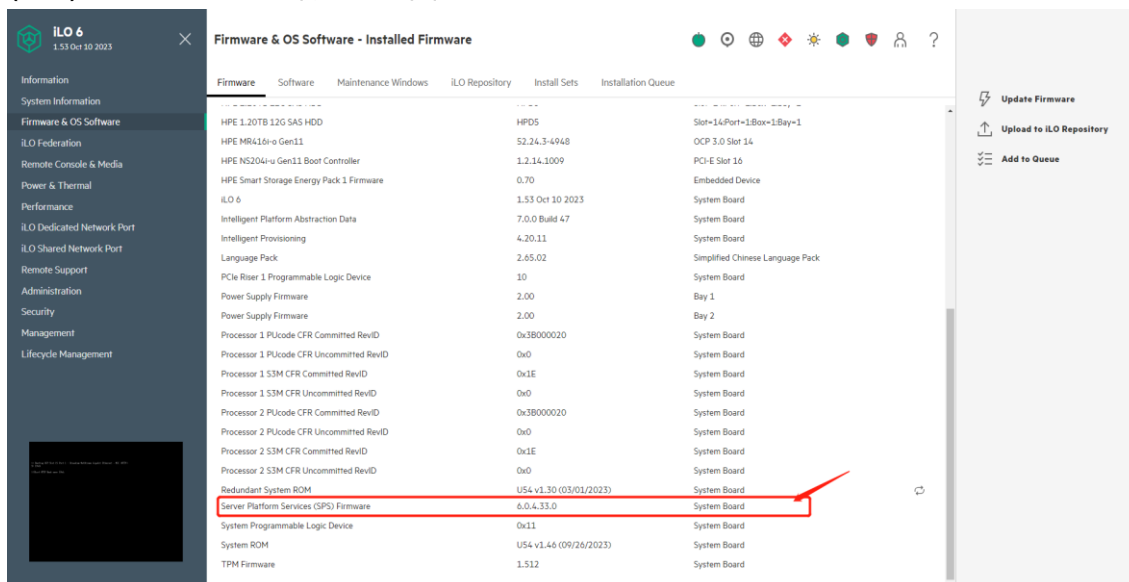 iLO 6
1.53 Oct 10 2023
Firmware & OS Software - Installed Firmware
?
Information
System Information
Firmware & OS Software
iLO Federation
Remote Console & Media
Power & Thermal
Performance
iLO Dedicated Network Port
iLO Shared Network Port
Remote Support
Administration
Security
Management
Lifecycle Management
Firmware Software Maintenance Windows iLO Repository Install Sets Installation Queue
HPE 1.20TB 12G SAS HDD HPD5 Slot=14:Port=1:Box=1:Bay=1
HPE MR416i-o Gen11 52.24.3-4948 OCP 3.0 Slot 14
HPE NS204i-u Gen11 Boot Controller 1.2.14.1009 PCI-E Slot 16
HPE Smart Storage Energy Pack 1 Firmware 0.70 Embedded Device
iLO 6 1.53 Oct 10 2023 System Board
Intelligent Platform Abstraction Data 7.0.0 Build 47 System Board
Intelligent Provisioning 4.20.11 System Board
Language Pack 2.65.02 Simplified Chinese Language Pack
PCIe Riser 1 Programmable Logic Device 10 System Board
Power Supply Firmware 2.00 Bay 1
Power Supply Firmware 2.00 Bay 2
Processor 1 PUcode CFR Committed RevID 0x3B000020 System Board
Processor 1 PUcode CFR Uncommitted RevID 0x0 System Board
Processor 1 S3M CFR Committed RevID 0x1E System Board
Processor 1 S3M CFR Uncommitted RevID 0x0 System Board
Processor 2 PUcode CFR Committed RevID 0x3B000020 System Board
Processor 2 PUcode CFR Uncommitted RevID 0x0 System Board
Processor 2 S3M CFR Committed RevID 0x1E System Board
Processor 2 S3M CFR Uncommitted RevID 0x0 System Board
Redundant System ROM U54 v1.30 (03/01/2023) System Board
Server Platform Services (SPS) Firmware 6.0.4.33.0 System Board
System Programmable Logic Device 0x11 System Board
System ROM U54 v1.46 (09/26/2023) System Board
TPM Firmware 1.512 System Board
Update Firmware
Upload to iLO Repository
Add to Queue